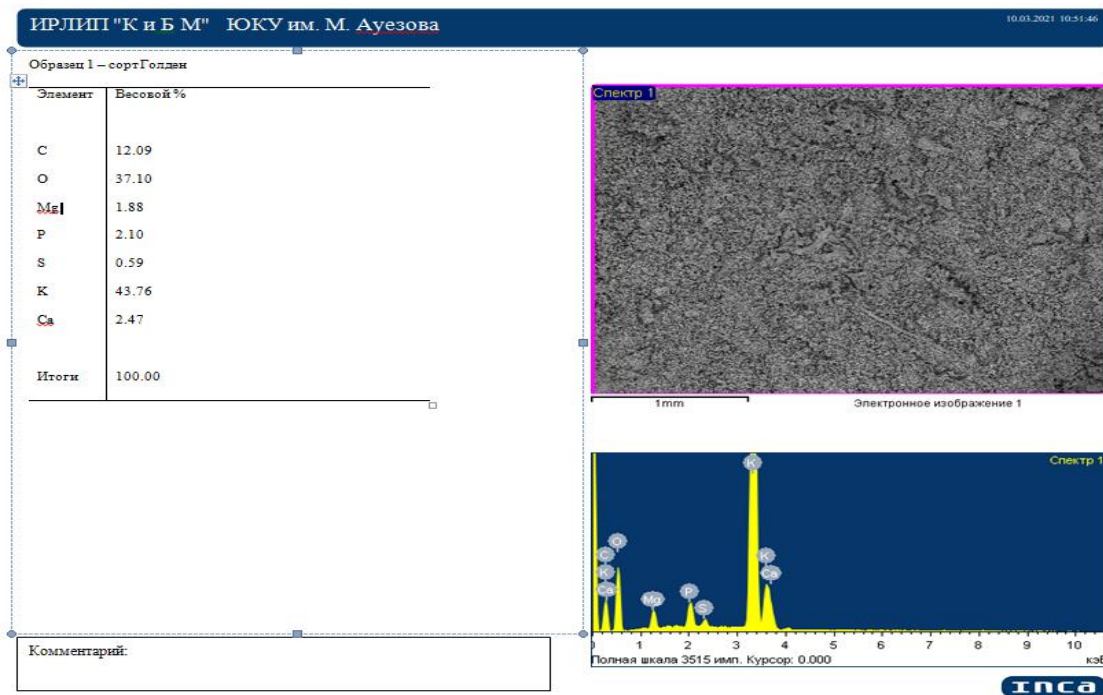 ИРЛИП "К и Б М" ЮКУ им. М. Ауезова
10.03.2021 10:51:46
Образец 1 – сортГолден
Элемент Весовой %
C 12.09
O 37.10
Mg 1.88
P 2.10
S 0.59
K 43.76
Ca 2.47
Итоги 100.00
Комментарий:
Спектр 1
1mm Электронное изображение 1
Спектр 1
K
O
C
K
Ca
Mg
P
S
K
Ca
0 1 2 3 4 5 6 7 8 9 10
Полная шкала 3515 имп. Курсор: 0.000 кэВ
INCA